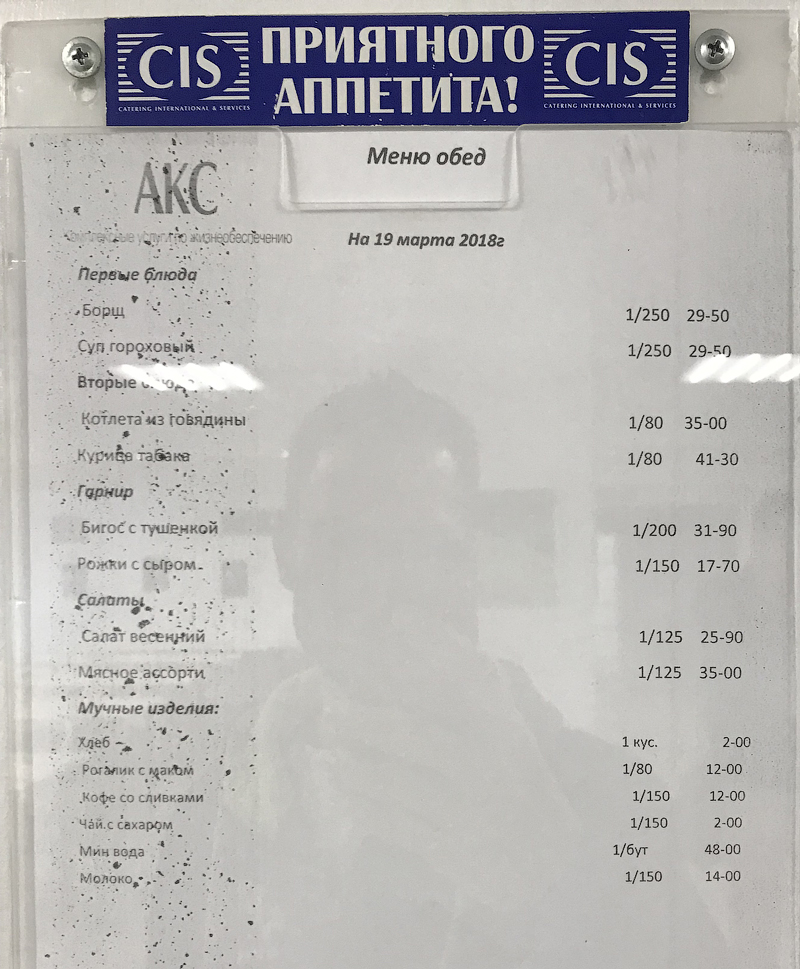 CIS
CATERING INTERNATIONAL & SERVICES
ПРИЯТНОГО
АППЕТИТА!
CIS
CATERING INTERNATIONAL & SERVICES
Меню обед
АКС
Комплексные услуги по жизнеобеспечению
На 19 марта 2018г
Первые блюда
Борщ 1/250 29-50
Суп гороховый 1/250 29-50
Вторые блюда
Котлета из говядины 1/80 35-00
Курица табака 1/80 41-30
Гарнир
Бигос с тушенкой 1/200 31-90
Рожки с сыром 1/150 17-70
Салаты
Салат весенний 1/125 25-90
Мясное ассорти 1/125 35-00
Мучные изделия:
Хлеб 1 кус. 2-00
Рогалик с маком 1/80 12-00
Кофе со сливками 1/150 12-00
Чай с сахаром 1/150 2-00
Мин вода 1/бут 48-00
Молоко 1/150 14-00